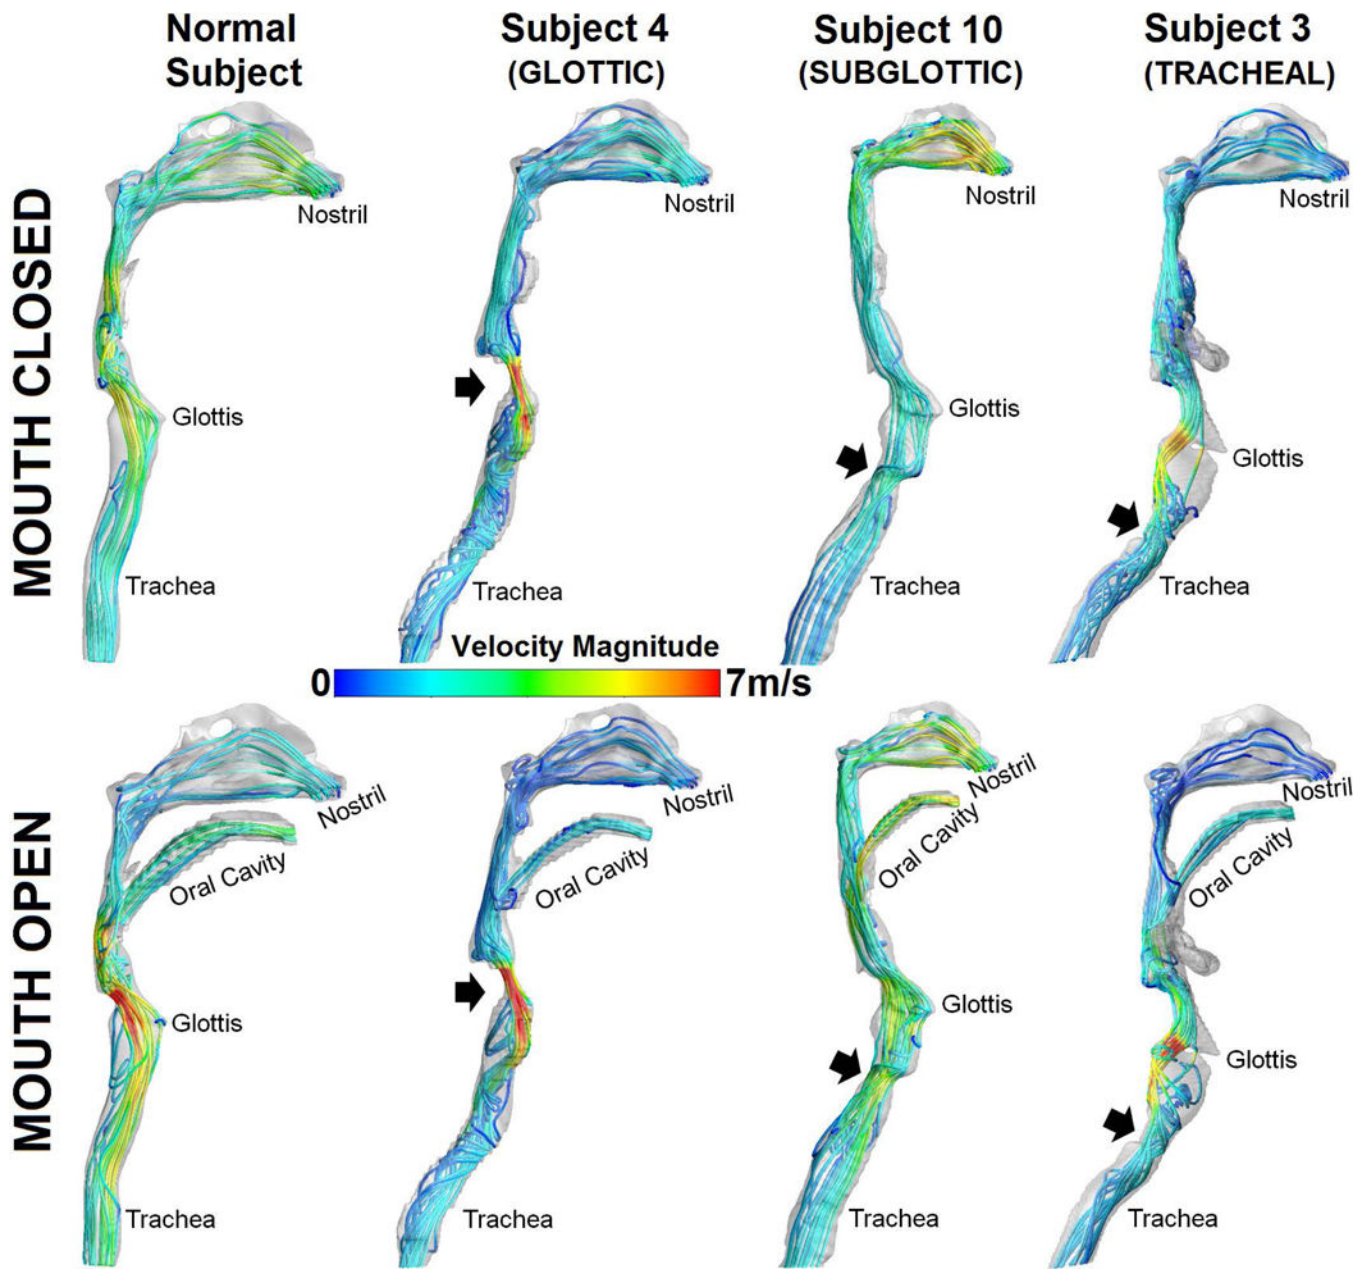 Normal
Subject
Subject 4
(GLOTTIC)
Subject 10
(SUBGLOTTIC)
Subject 3
(TRACHEAL)
MOUTH CLOSED
Nostril
Glottis
Trachea
Nostril
Trachea
Nostril
Glottis
Trachea
Nostril
Glottis
Trachea
Velocity Magnitude
0
7m/s
MOUTH OPEN
Nostril
Oral Cavity
Glottis
Trachea
Nostril
Oral Cavity
Trachea
Nostril
Oral Cavity
Glottis
Trachea
Nostril
Oral Cavity
Glottis
Trachea